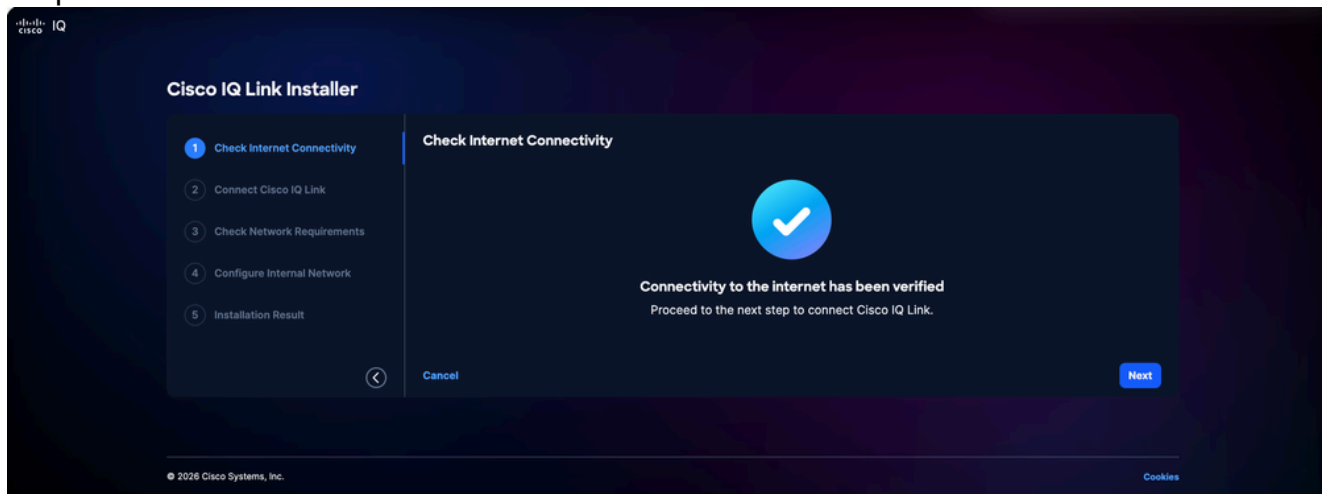 cisco IQ
Cisco IQ Link Installer
1 Check Internet Connectivity
2 Connect Cisco IQ Link
3 Check Network Requirements
4 Configure Internal Network
5 Installation Result
Check Internet Connectivity
Connectivity to the internet has been verified
Proceed to the next step to connect Cisco IQ Link.
Cancel
Next
© 2026 Cisco Systems, Inc.
Cookies